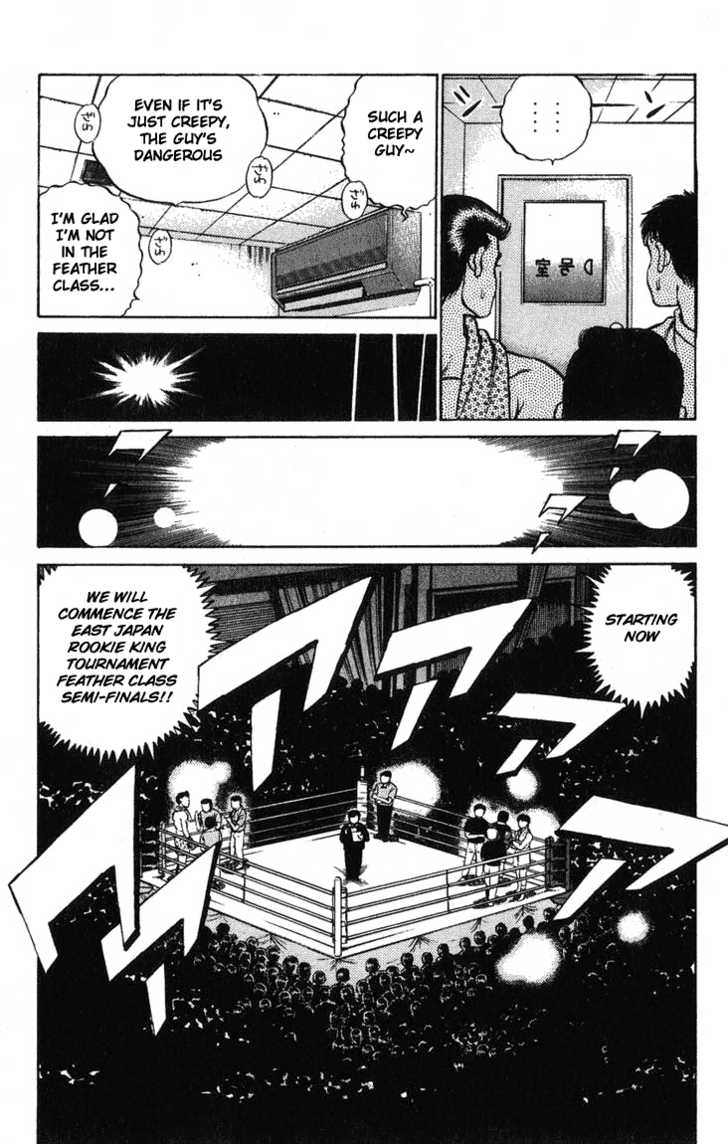 ......
SUCH A
CREEPY
GUY~
EVEN IF IT'S
JUST CREEPY,
THE GUY'S
DANGEROUS
I'M GLAD
I'M NOT
IN THE
FEATHER
CLASS...
STARTING
NOW
WE WILL
COMMENCE THE
EAST JAPAN
ROOKIE KING
TOURNAMENT
FEATHER CLASS
SEMI-FINALS!!